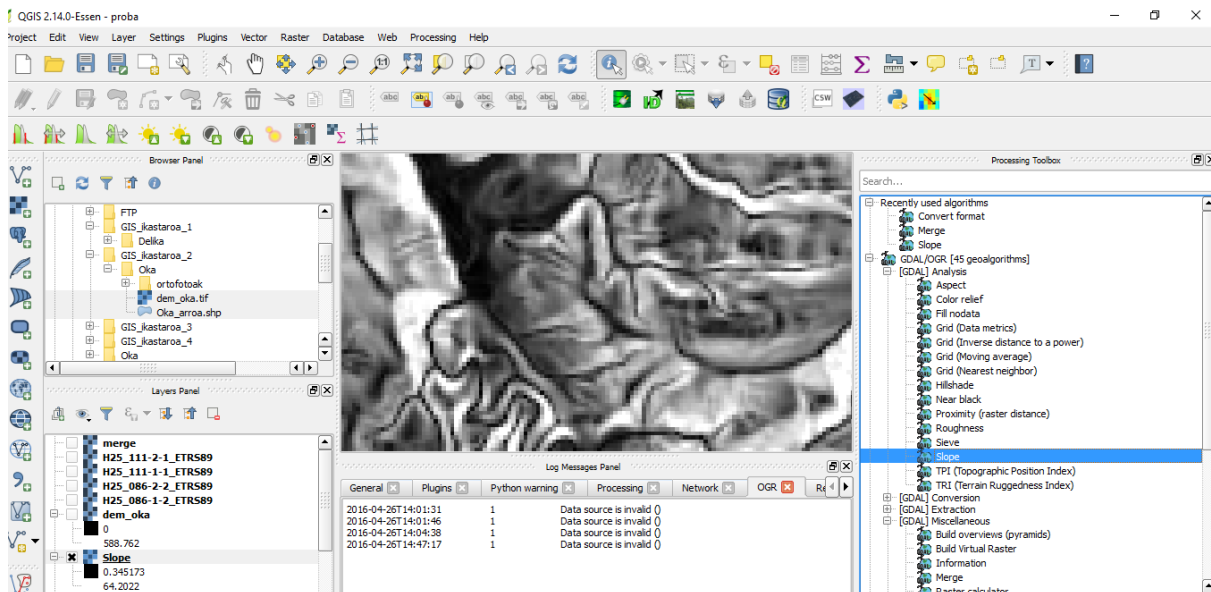 QGIS 2.14.0-Essen - proba
Project Edit View Layer Settings Plugins Vector Raster Database Web Processing Help
Browser Panel
FTP
GIS_ikastaroa_1
Delika
GIS_ikastaroa_2
Oka
ortofotoak
dem_oka.tif
Oka_arroa.shp
GIS_ikastaroa_3
GIS_ikastaroa_4
Oka
Layers Panel
merge
H25_111-2-1_ETRS89
H25_111-1-1_ETRS89
H25_086-2-2_ETRS89
H25_086-1-2_ETRS89
dem_oka
0
588.762
Slope
0.345173
64.2022
Log Messages Panel
General Plugins Python warning Processing Network OGR Re
2016-04-26T14:01:31 1 Data source is invalid ()
2016-04-26T14:01:46 1 Data source is invalid ()
2016-04-26T14:04:38 1 Data source is invalid ()
2016-04-26T14:47:17 1 Data source is invalid ()
Processing Toolbox
Search...
Recently used algorithms
Convert format
Merge
Slope
GDAL/OGR [45 geoalgorithms]
[GDAL] Analysis
Aspect
Color relief
Fill nodata
Grid (Data metrics)
Grid (Inverse distance to a power)
Grid (Moving average)
Grid (Nearest neighbor)
Hillshade
Near black
Proximity (raster distance)
Roughness
Sieve
Slope
TPI (Topographic Position Index)
TRI (Terrain Ruggedness Index)
[GDAL] Conversion
[GDAL] Extraction
[GDAL] Miscellaneous
Build overviews (pyramids)
Build Virtual Raster
Information
Merge
Raster calculator